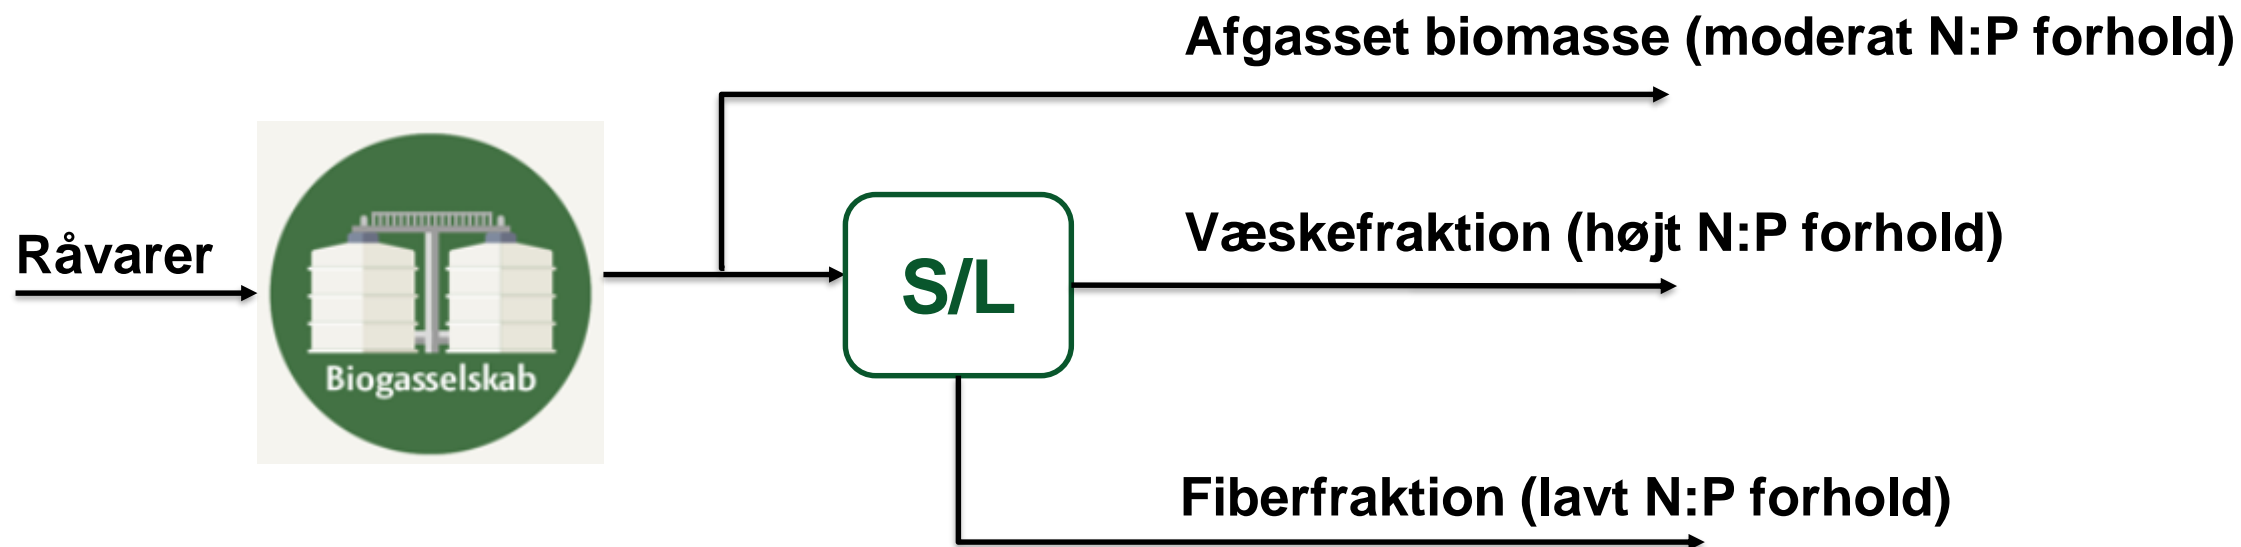 Afgasset biomasse (moderat N:P forhold)
Råvarer
Biogasselskab
S/L
Væskefraktion (højt N:P forhold)
Fiberfraktion (lavt N:P forhold)